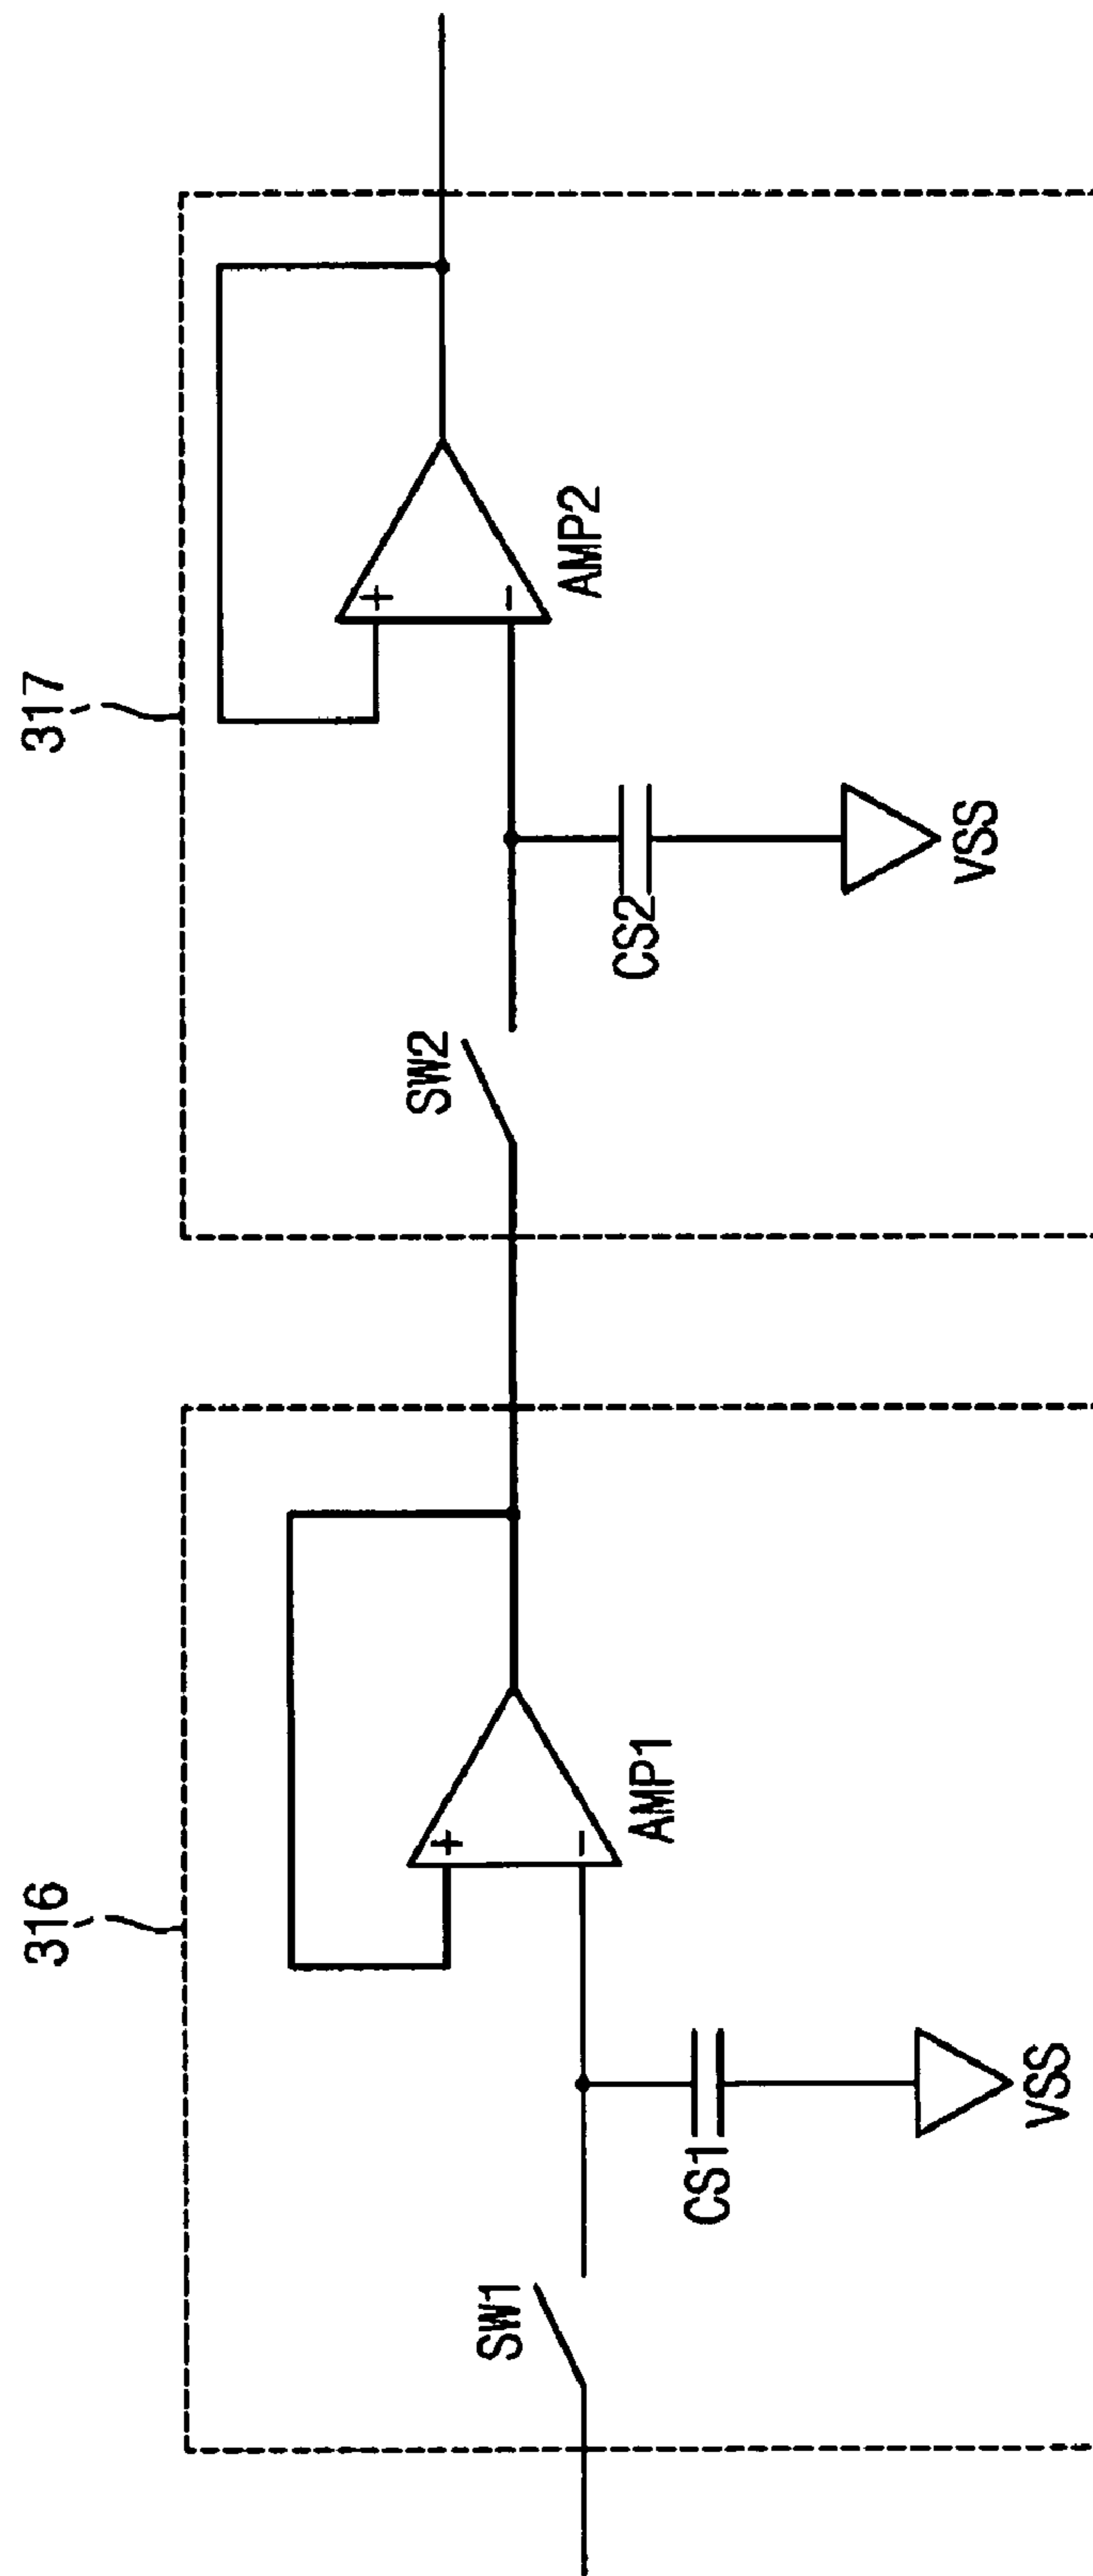 316
317
SW1
CS1
VSS
+
-
AMP1
SW2
CS2
VSS
+
-
AMP2